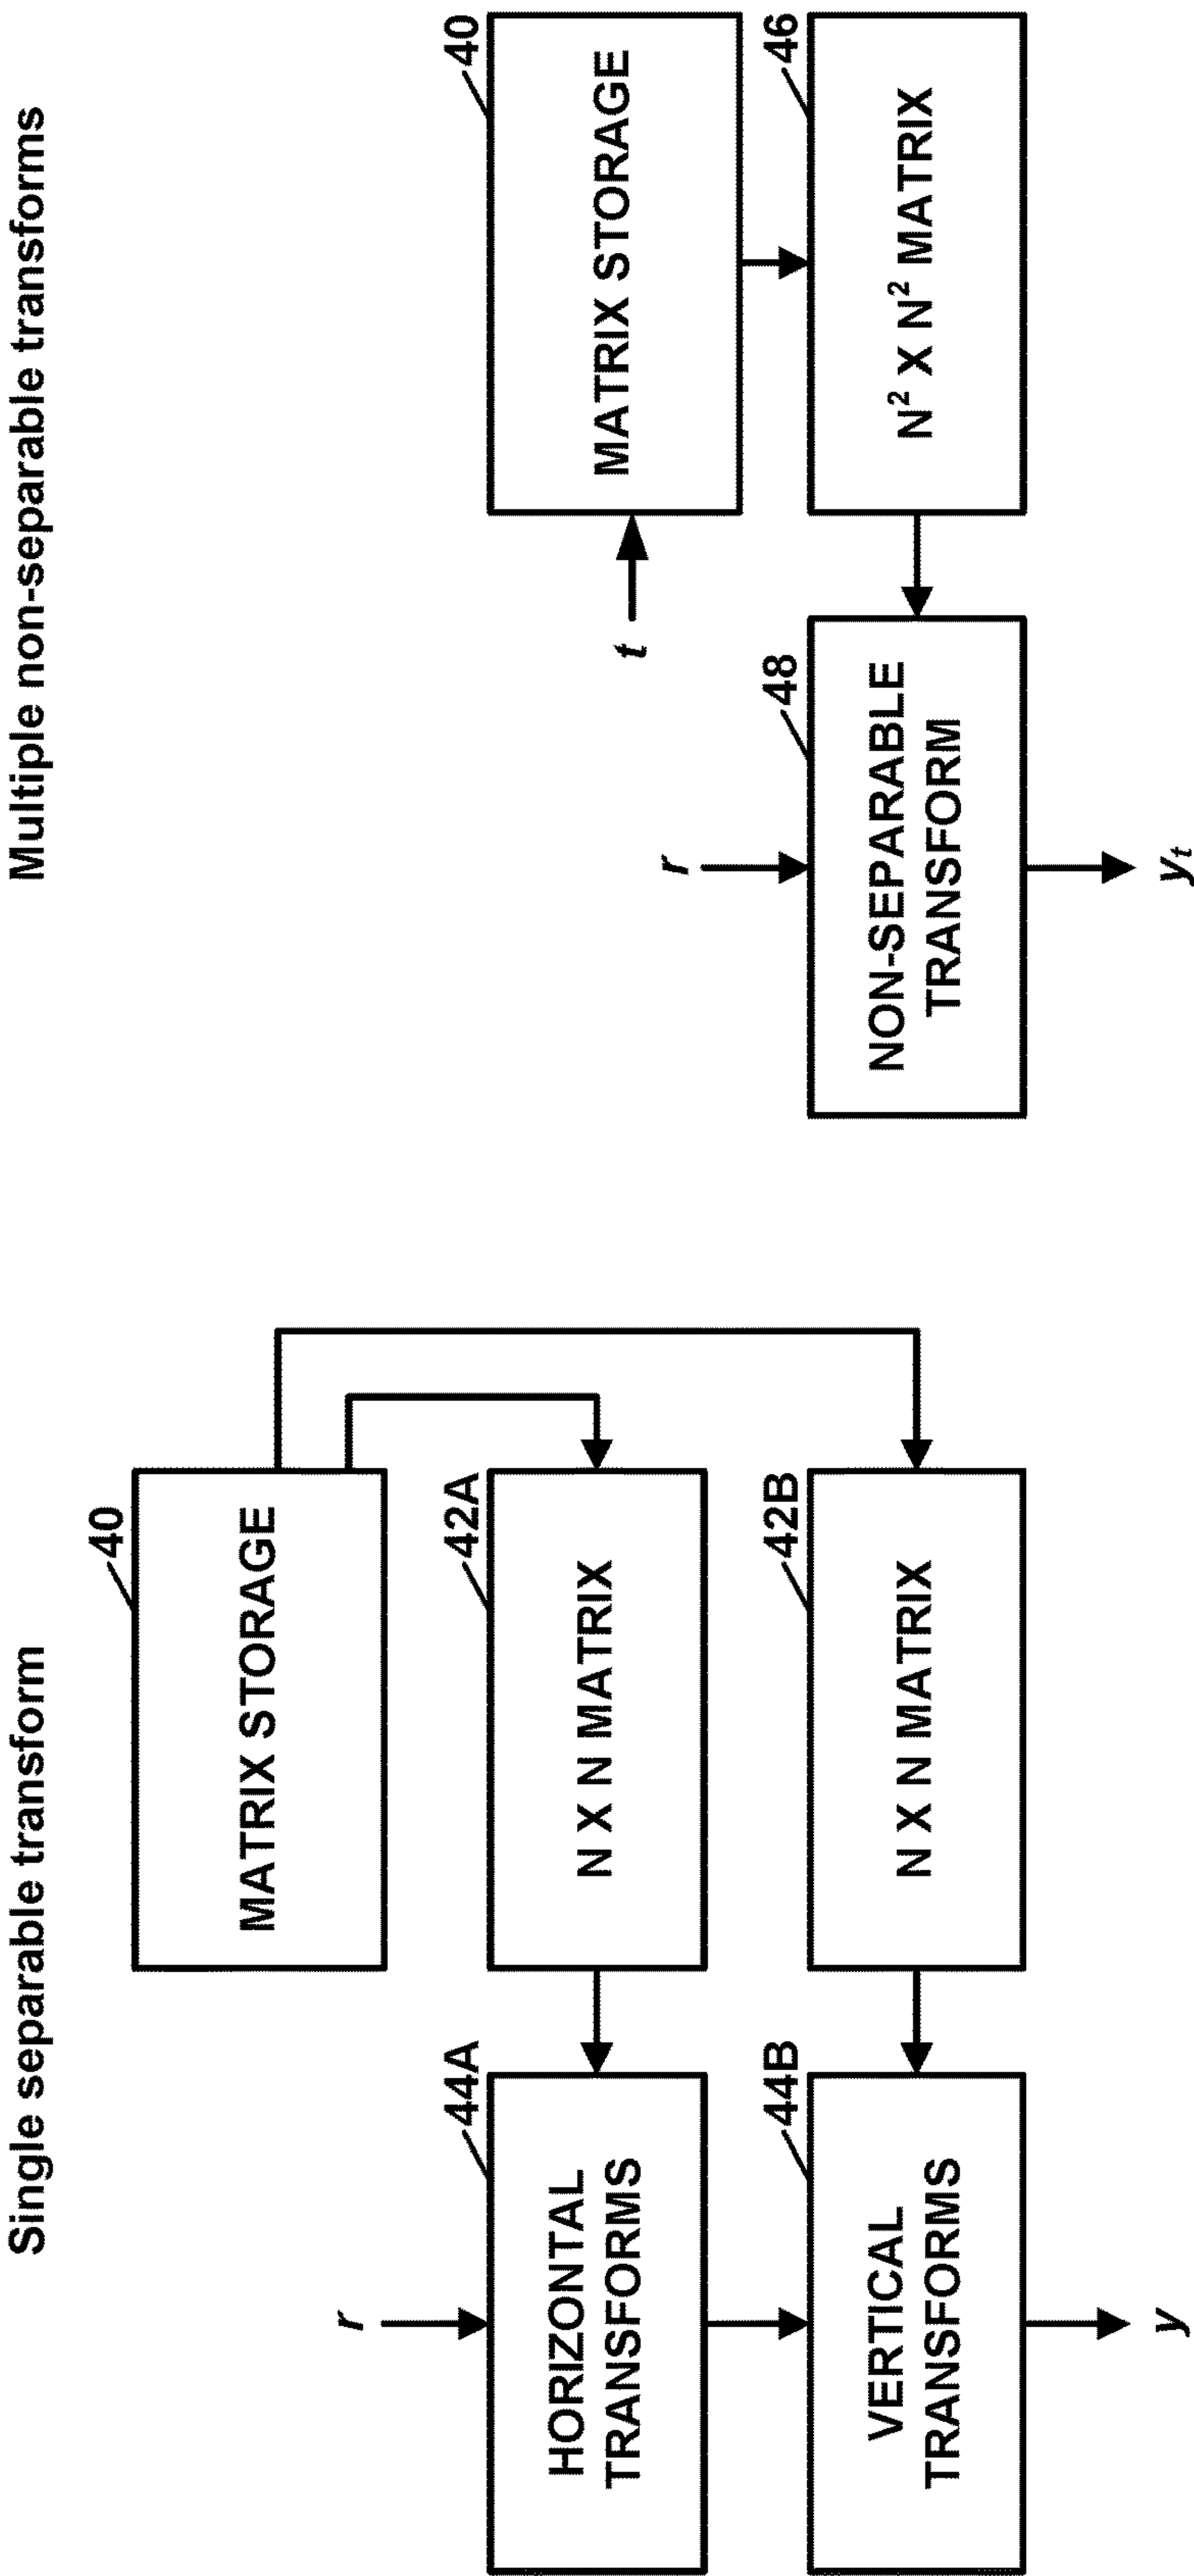 Single separable transform
40
MATRIX STORAGE
r
44A
HORIZONTAL
TRANSFORMS
42A
N X N MATRIX
44B
VERTICAL
TRANSFORMS
42B
N X N MATRIX
y
Multiple non-separable transforms
40
MATRIX STORAGE
t
r
48
NON-SEPARABLE
TRANSFORM
46
N² X N² MATRIX
yₜ